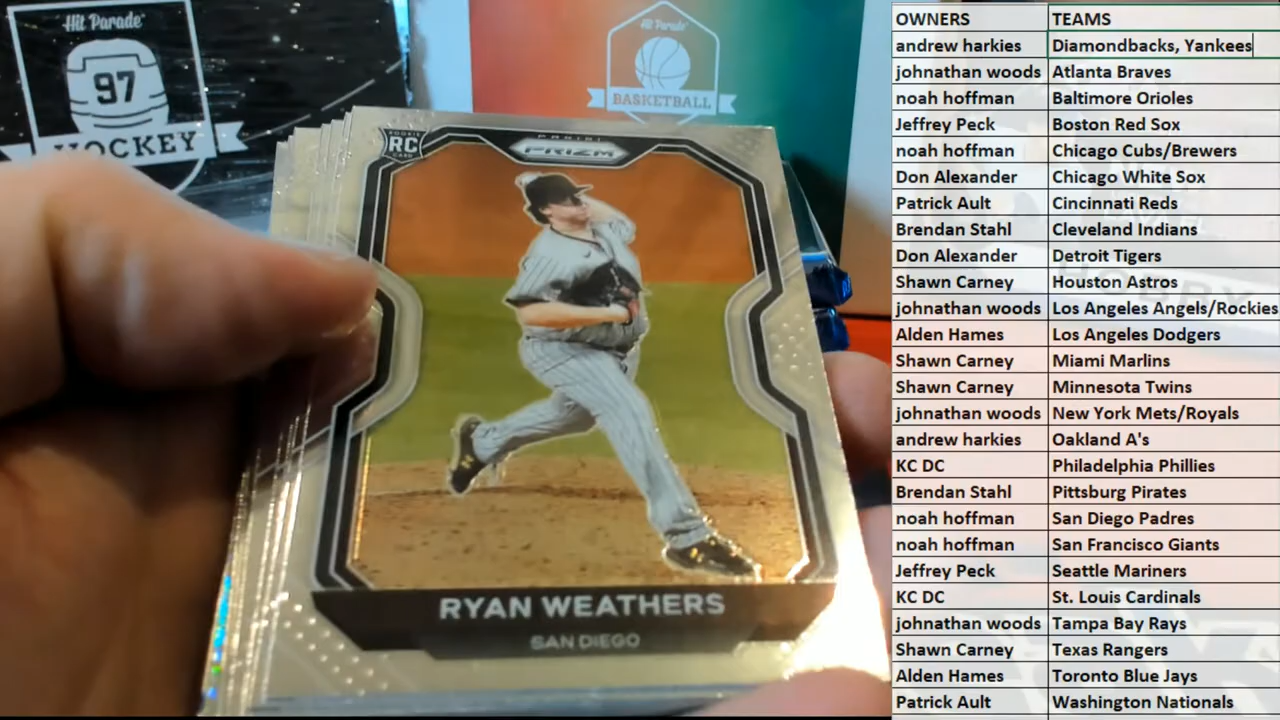 Hit Parade
97
HOCKEY
Hit Parade
BASKETBALL
ROOKIE
RC
CARD
PANINI
PRIZM
RYAN WEATHERS
SAN DIEGO
OWNERS TEAMS
andrew harkies Diamondbacks, Yankees
johnathan woods Atlanta Braves
noah hoffman Baltimore Orioles
Jeffrey Peck Boston Red Sox
noah hoffman Chicago Cubs/Brewers
Don Alexander Chicago White Sox
Patrick Ault Cincinnati Reds
Brendan Stahl Cleveland Indians
Don Alexander Detroit Tigers
Shawn Carney Houston Astros
johnathan woods Los Angeles Angels/Rockies
Alden Hames Los Angeles Dodgers
Shawn Carney Miami Marlins
Shawn Carney Minnesota Twins
johnathan woods New York Mets/Royals
andrew harkies Oakland A's
KC DC Philadelphia Phillies
Brendan Stahl Pittsburg Pirates
noah hoffman San Diego Padres
noah hoffman San Francisco Giants
Jeffrey Peck Seattle Mariners
KC DC St. Louis Cardinals
johnathan woods Tampa Bay Rays
Shawn Carney Texas Rangers
Alden Hames Toronto Blue Jays
Patrick Ault Washington Nationals